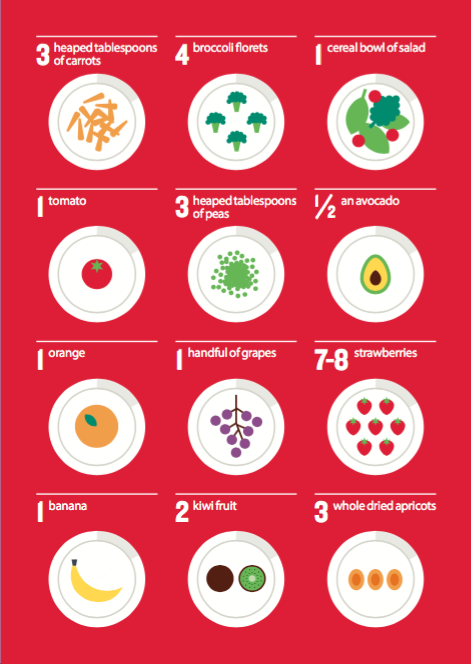 3 heaped tablespoons
of carrots
4 broccoli florets
1 cereal bowl of salad
1 tomato
3 heaped tablespoons
of peas
1/2 an avocado
1 orange
1 handful of grapes
7-8 strawberries
1 banana
2 kiwi fruit
3 whole dried apricots